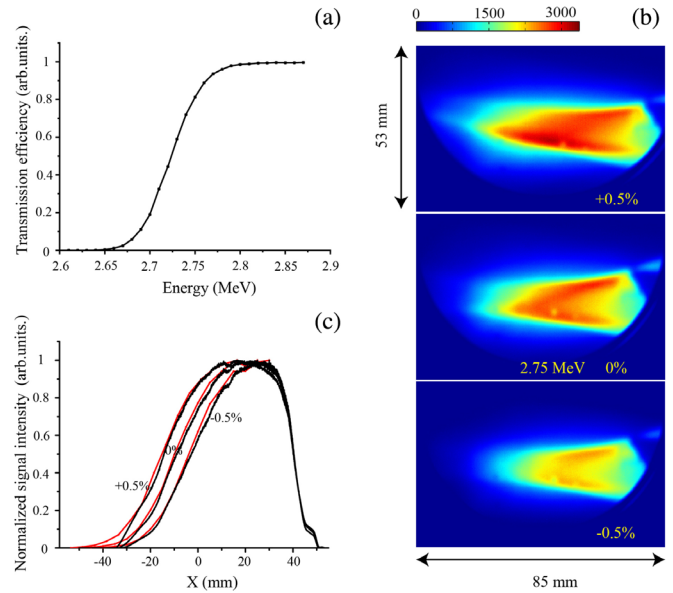 (a)
Transmission efficiency (arb.units.)
1
0.8
0.6
0.4
0.2
0
2.6 2.65 2.7 2.75 2.8 2.85 2.9
Energy (MeV)
(b)
0 1500 3000
53 mm
+0.5%
2.75 MeV 0%
-0.5%
85 mm
(c)
Normalized signal intensity (arb.units.)
1
0.8
0.6
0.4
0.2
0
-0.5%
0%
+0.5%
-40 -20 0 20 40
X (mm)